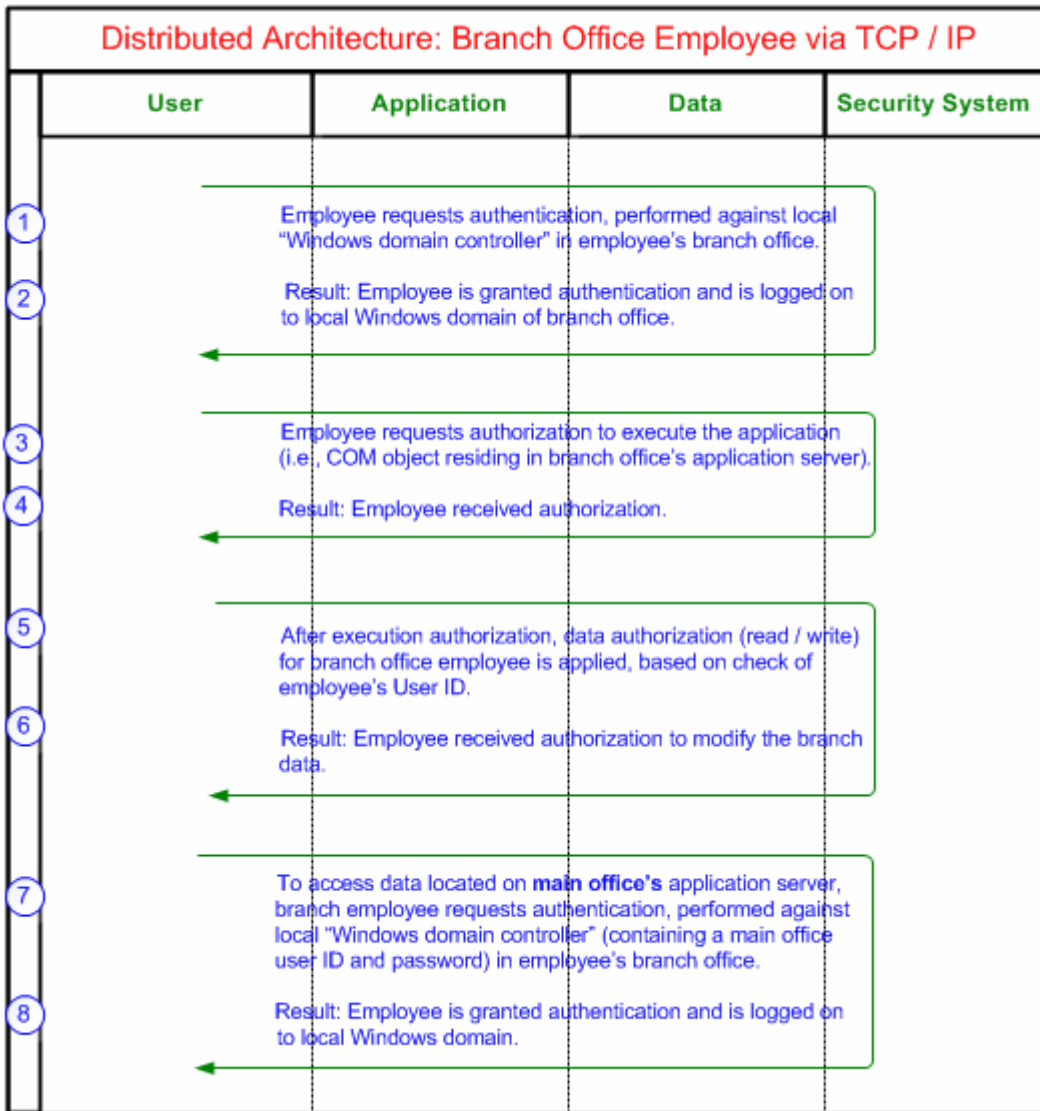 Distributed Architecture: Branch Office Employee via TCP / IP
User Application Data Security System
1
Employee requests authentication, performed against local
“Windows domain controller” in employee’s branch office.
2
Result: Employee is granted authentication and is logged on
to local Windows domain of branch office.
3
Employee requests authorization to execute the application
(i.e., COM object residing in branch office’s application server).
4
Result: Employee received authorization.
5
After execution authorization, data authorization (read / write)
for branch office employee is applied, based on check of
employee’s User ID.
6
Result: Employee received authorization to modify the branch
data.
7
To access data located on main office’s application server,
branch employee requests authentication, performed against
local “Windows domain controller” (containing a main office
user ID and password) in employee’s branch office.
8
Result: Employee is granted authentication and is logged on
to local Windows domain.